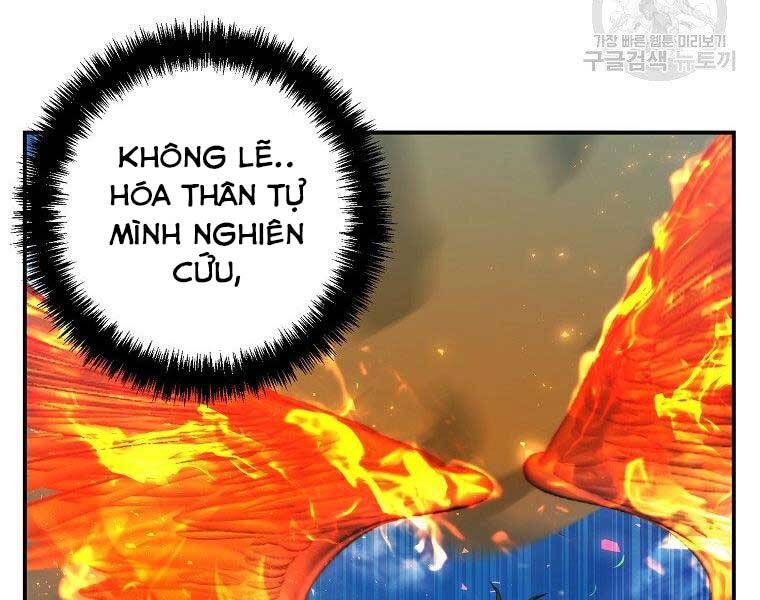 가장 빠른 웹툰 미리보기
구글검색 뉴토끼
KHÔNG LẼ..
HÓA THÂN TỰ
MÌNH NGHIÊN
CỨU,